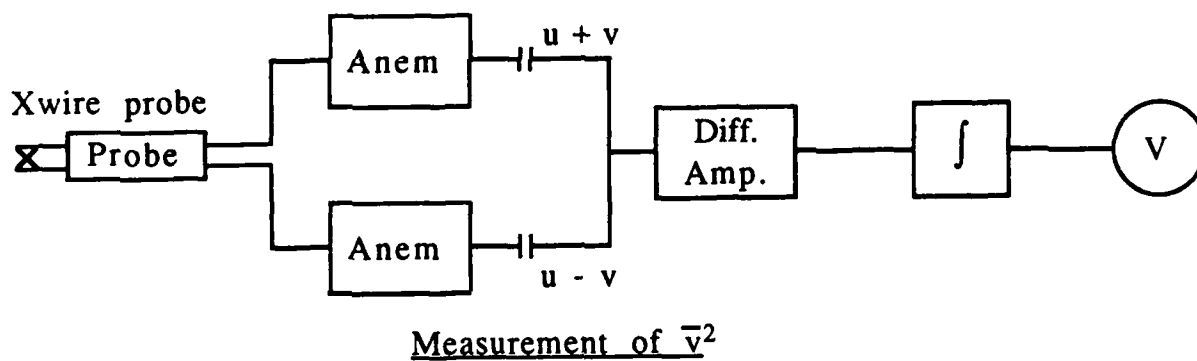 u + v
Anem
Xwire probe
Probe
Diff.
Amp.
∫
V
Anem
u - v
Measurement of v̅²